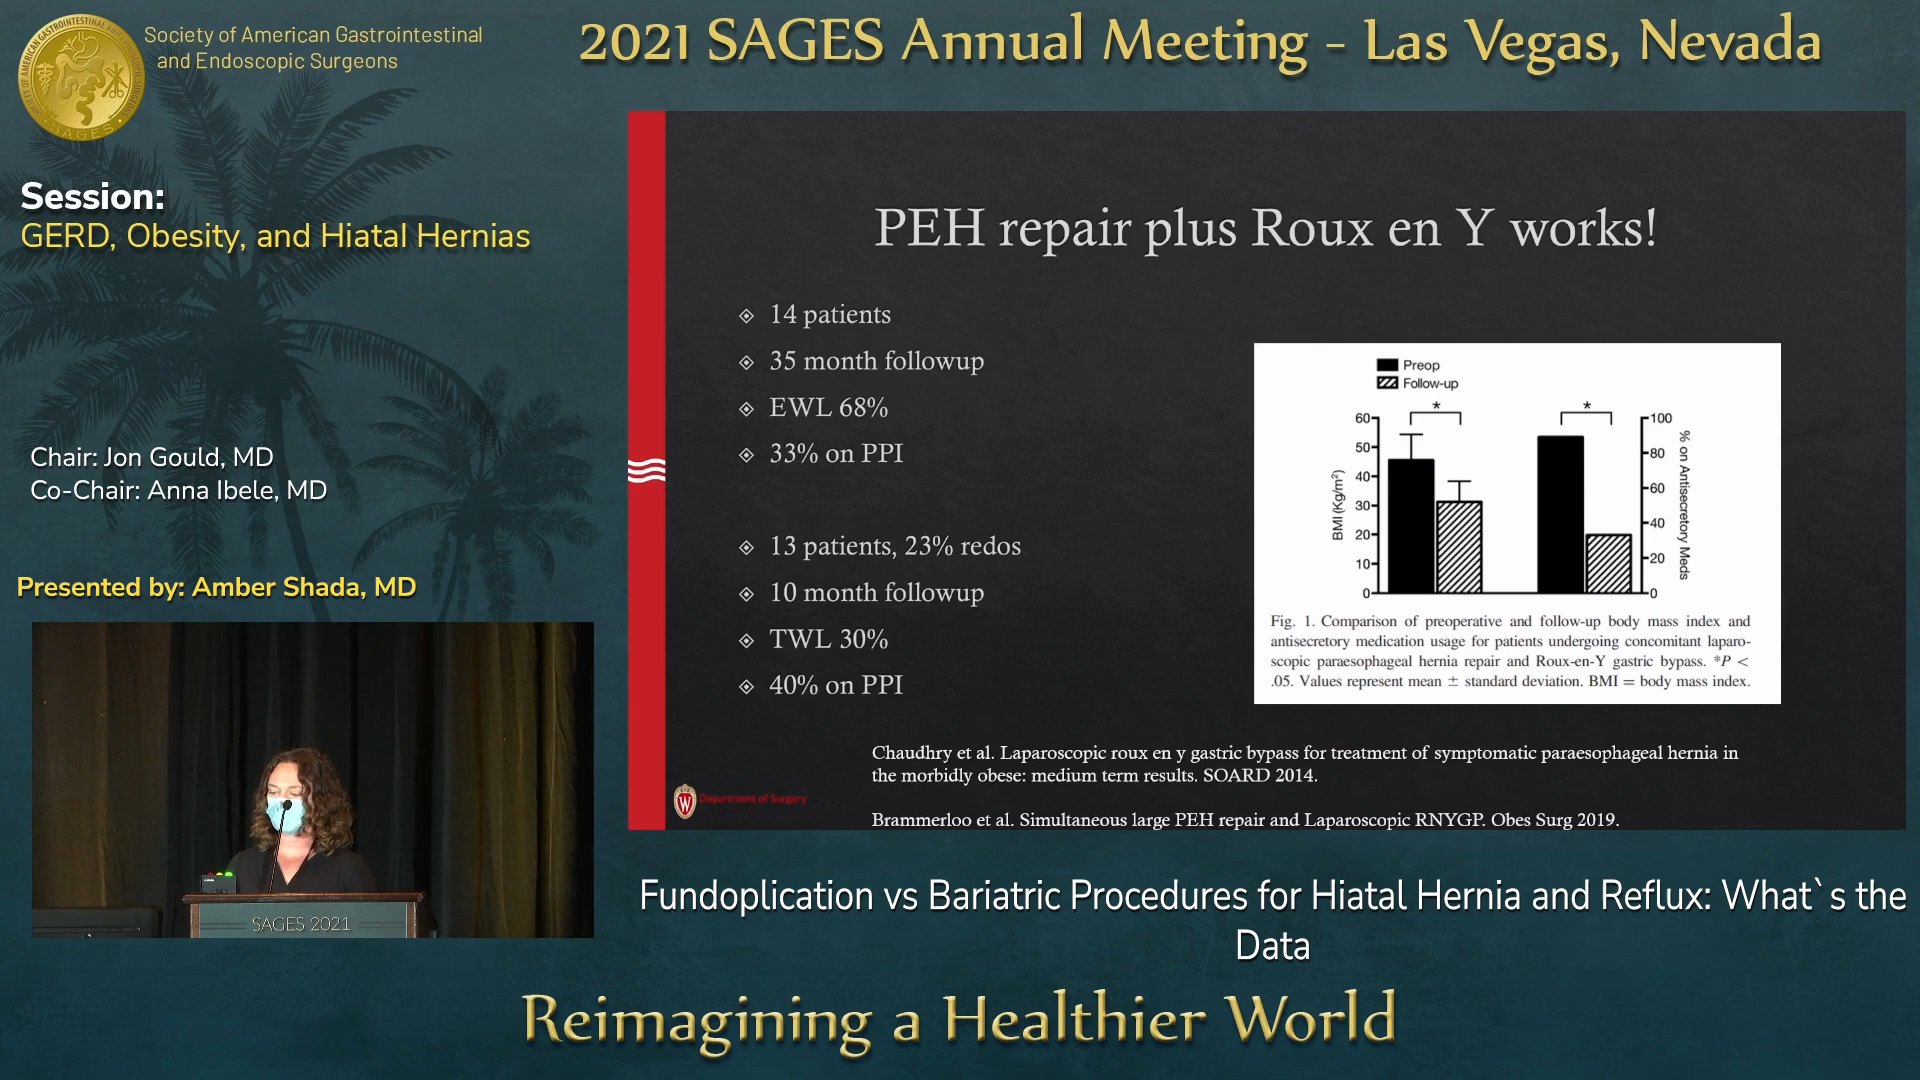 Society of American Gastrointestinal
and Endoscopic Surgeons
2021 SAGES Annual Meeting - Las Vegas, Nevada
SAGES
Session:
GERD, Obesity, and Hiatal Hernias
Chair: Jon Gould, MD
Co-Chair: Anna Ibele, MD
Presented by: Amber Shada, MD
SAGES 2021
PEH repair plus Roux en Y works!
14 patients
35 month followup
EWL 68%
33% on PPI
13 patients, 23% redos
10 month followup
TWL 30%
40% on PPI
Preop
Follow-up
*
*
60
50
40
30
20
10
0
BMI (Kg/m²)
100
80
60
40
20
0
% on Antisecretory Meds
Fig. 1. Comparison of preoperative and follow-up body mass index and
antisecretory medication usage for patients undergoing concomitant laparo-
scopic paraesophageal hernia repair and Roux-en-Y gastric bypass. *P <
.05. Values represent mean ± standard deviation. BMI = body mass index.
Chaudhry et al. Laparoscopic roux en y gastric bypass for treatment of symptomatic paraesophageal hernia in
the morbidly obese: medium term results. SOARD 2014.
Brammerloo et al. Simultaneous large PEH repair and Laparoscopic RNYGP. Obes Surg 2019.
W
Department of Surgery
Fundoplication vs Bariatric Procedures for Hiatal Hernia and Reflux: What`s the
Data
Reimagining a Healthier World